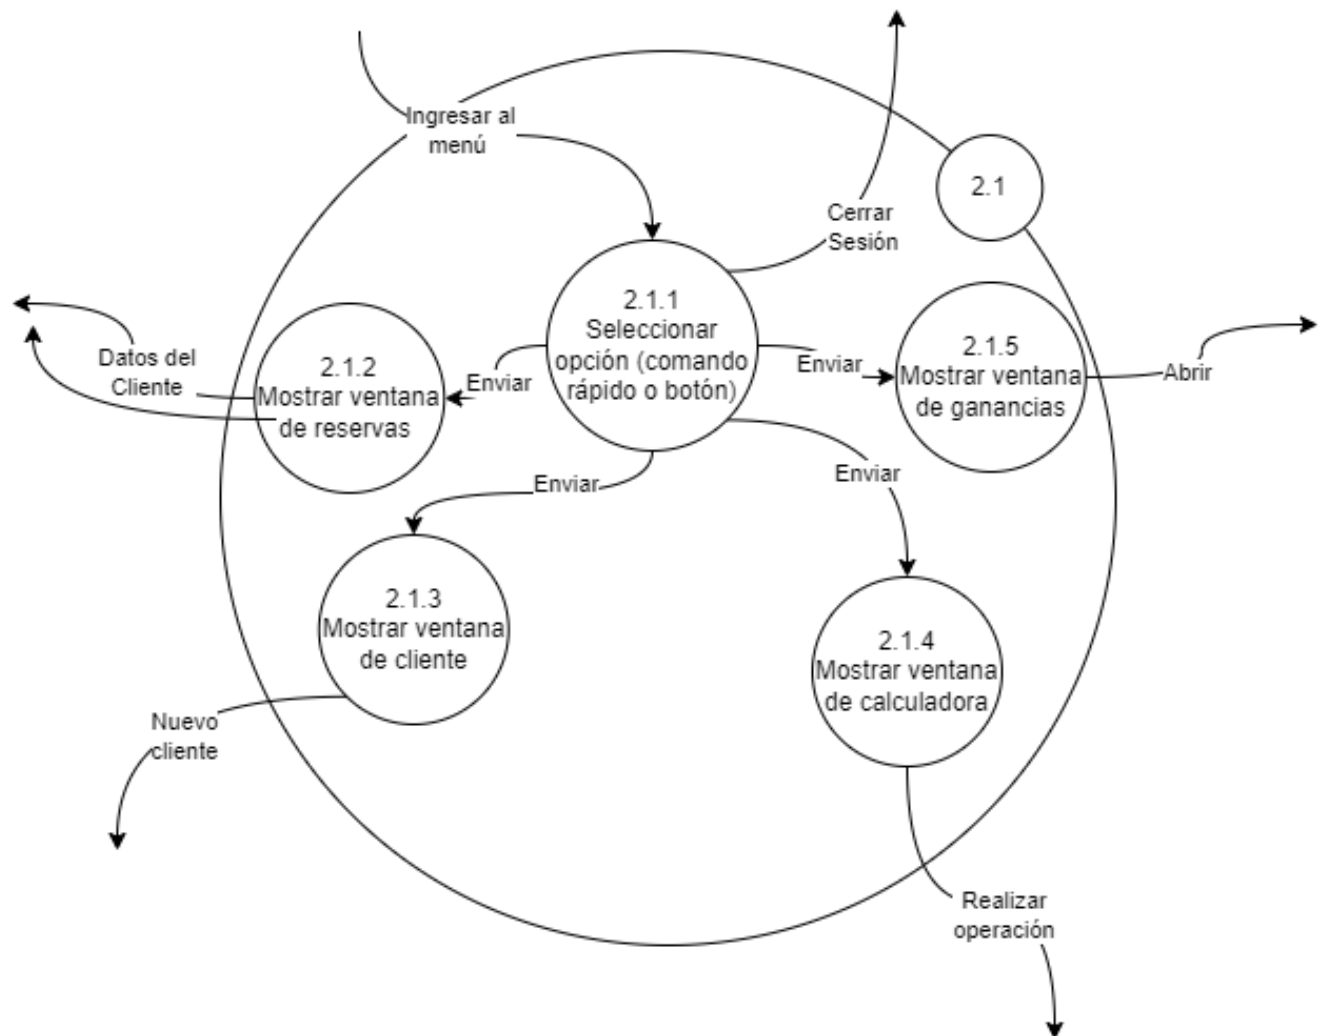 Ingresar al
menú
Cerrar
Sesión
2.1
2.1.1
Seleccionar
opción (comando
rápido o botón)
Datos del
Cliente
2.1.2
Mostrar ventana
de reservas
Enviar
Enviar
2.1.5
Mostrar ventana
de ganancias
Abrir
Enviar
Enviar
2.1.3
Mostrar ventana
de cliente
2.1.4
Mostrar ventana
de calculadora
Nuevo
cliente
Realizar
operación